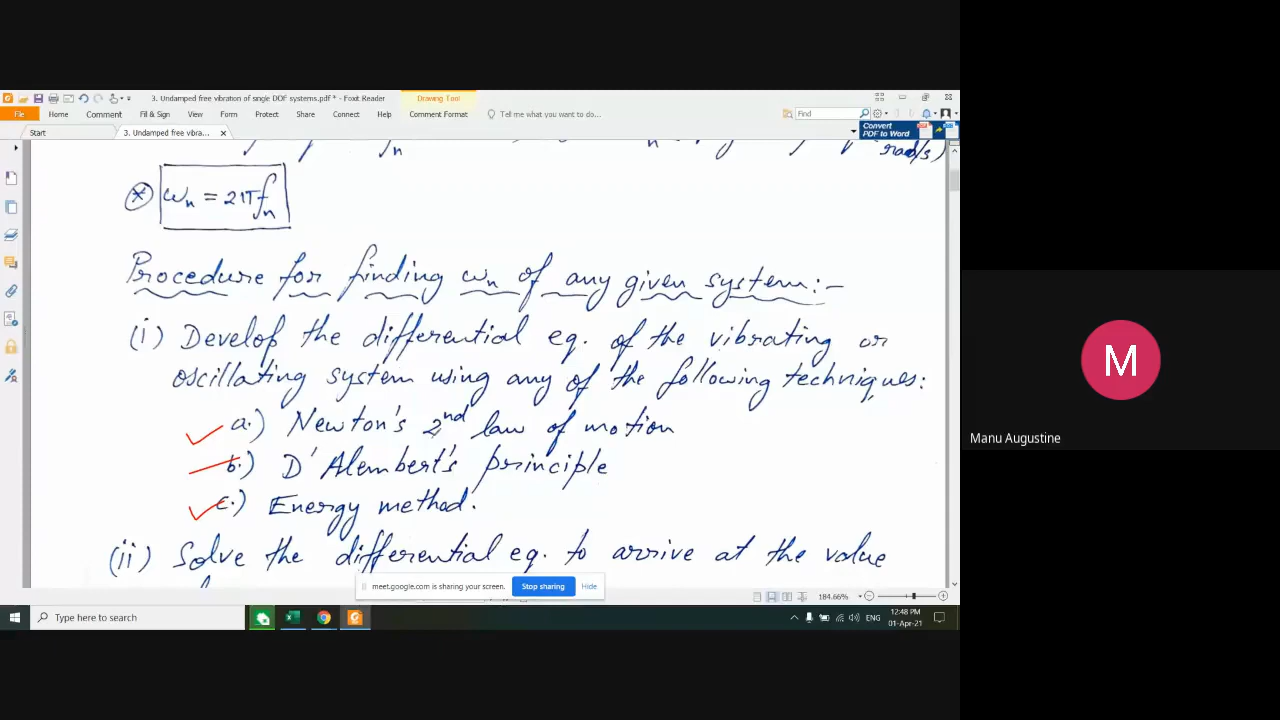 3. Undamped free vibration of single DOF systems.pdf * - Foxit Reader
Drawing Tool
File Home Comment View Form Protect Share Connect Help Comment Format Tell me what you want to do...
Fill & Sign
Find
Start
3. Undamped free vibra...
Convert
PDF to Word
rad/s)
ωn = 2πfn
Procedure for finding ωn of any given system:-
(i) Develop the differential eq. of the vibrating or
oscillating system using any of the following techniques:
a.) Newton's 2nd law of motion
b.) D'Alembert's principle
c.) Energy method.
(ii) Solve the differential eq. to arrive at the value
meet.google.com is sharing your screen. Stop sharing Hide
184.66%
Type here to search
ENG
12:48 PM
01-Apr-21
M
Manu Augustine